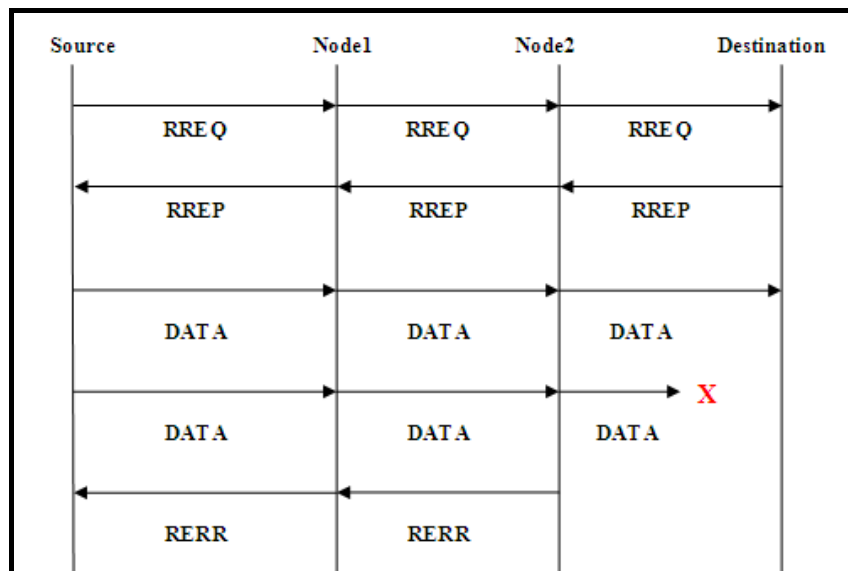 Source Node1 Node2 Destination
RREQ RREQ RREQ
RREP RREP RREP
DATA DATA DATA
X
DATA DATA DATA
RERR RERR